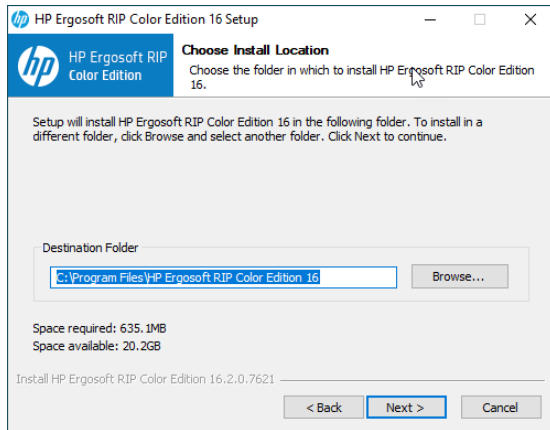 HP Ergosoft RIP Color Edition 16 Setup
hp
HP Ergosoft RIP
Color Edition
Choose Install Location
Choose the folder in which to install HP Ergosoft RIP Color Edition
16.
Setup will install HP Ergosoft RIP Color Edition 16 in the following folder. To install in a
different folder, click Browse and select another folder. Click Next to continue.
Destination Folder
C:\Program Files\HP Ergosoft RIP Color Edition 16
Browse...
Space required: 635.1MB
Space available: 20.2GB
Install HP Ergosoft RIP Color Edition 16.2.0.7621
< Back
Next >
Cancel